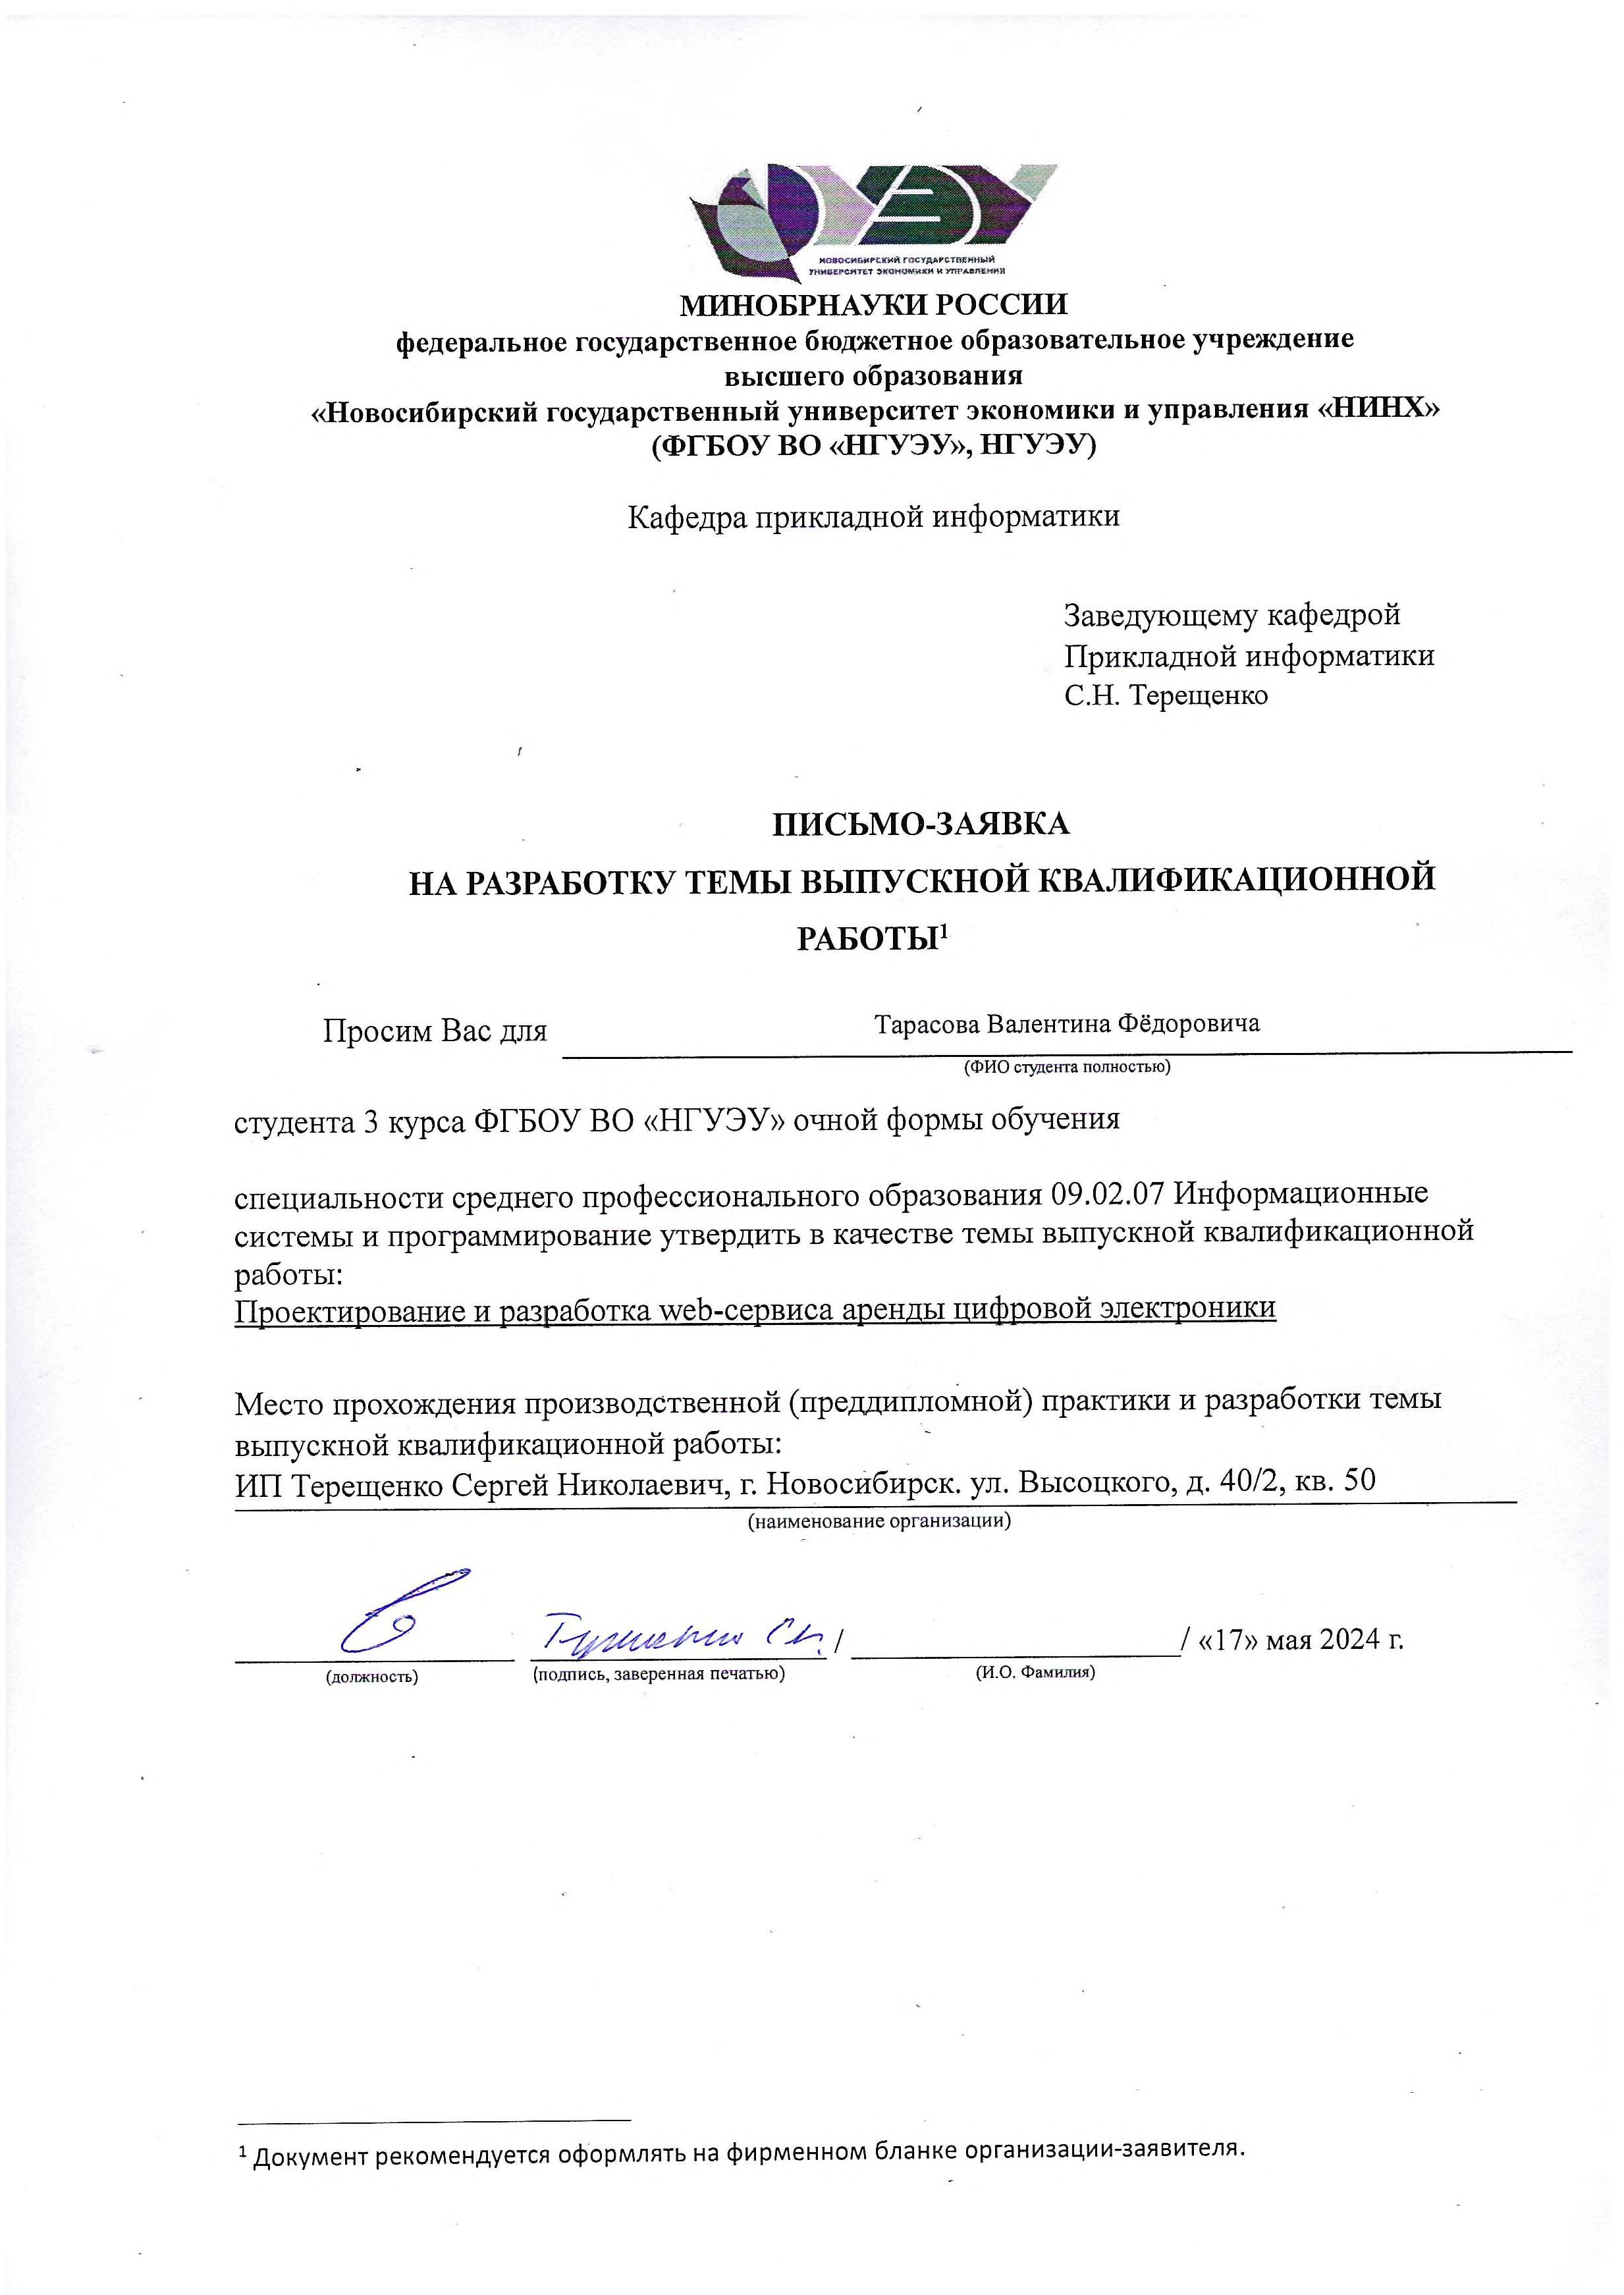 НОВОСИБИРСКИЙ ГОСУДАРСТВЕННЫЙ
УНИВЕРСИТЕТ ЭКОНОМИКИ И УПРАВЛЕНИЯ
МИНОБРНАУКИ РОССИИ
федеральное государственное бюджетное образовательное учреждение
высшего образования
«Новосибирский государственный университет экономики и управления «НИНХ»
(ФГБОУ ВО «НГУЭУ», НГУЭУ)
Кафедра прикладной информатики
Заведующему кафедрой
Прикладной информатики
С.Н. Терещенко
ПИСЬМО-ЗАЯВКА
НА РАЗРАБОТКУ ТЕМЫ ВЫПУСКНОЙ КВАЛИФИКАЦИОННОЙ
РАБОТЫ¹
Просим Вас для Тарасова Валентина Фёдоровича
(ФИО студента полностью)
студента 3 курса ФГБОУ ВО «НГУЭУ» очной формы обучения
специальности среднего профессионального образования 09.02.07 Информационные
системы и программирование утвердить в качестве темы выпускной квалификационной
работы:
Проектирование и разработка web-сервиса аренды цифровой электроники
Место прохождения производственной (преддипломной) практики и разработки темы
выпускной квалификационной работы:
ИП Терещенко Сергей Николаевич, г. Новосибирск. ул. Высоцкого, д. 40/2, кв. 50
(наименование организации)
Терещенко С.Н. / / «17» мая 2024 г.
(должность) (подпись, заверенная печатью) (И.О. Фамилия)
¹ Документ рекомендуется оформлять на фирменном бланке организации-заявителя.